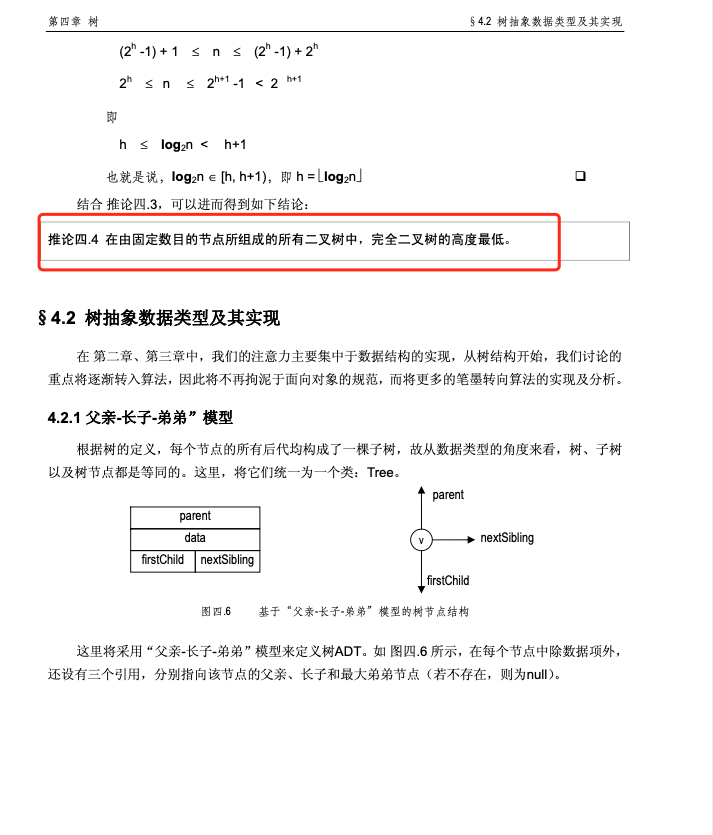 第四章 树 §4.2 树抽象数据类型及其实现
(2ʰ -1) + 1 ≤ n ≤ (2ʰ -1) + 2ʰ
2ʰ ≤ n ≤ 2ʰ⁺¹ -1 < 2 ʰ⁺¹
即
h ≤ log₂n < h+1
也就是说，log₂n ∈ [h, h+1)，即 h = ⌊log₂n⌋ ❑
结合 推论四.3，可以进而得到如下结论：
推论四.4 在由固定数目的节点所组成的所有二叉树中，完全二叉树的高度最低。
§4.2 树抽象数据类型及其实现
在 第二章、第三章中，我们的注意力主要集中于数据结构的实现，从树结构开始，我们讨论的
重点将逐渐转入算法，因此将不再拘泥于面向对象的规范，而将更多的笔墨转向算法的实现及分析。
4.2.1 父亲-长子-弟弟”模型
根据树的定义，每个节点的所有后代均构成了一棵子树，故从数据类型的角度来看，树、子树
以及树节点都是等同的。这里，将它们统一为一个类：Tree。
parent
data
firstChild nextSibling
parent
v nextSibling
firstChild
图四.6 基于“父亲-长子-弟弟”模型的树节点结构
这里将采用“父亲-长子-弟弟”模型来定义树ADT。如 图四.6 所示，在每个节点中除数据项外，
还设有三个引用，分别指向该节点的父亲、长子和最大弟弟节点（若不存在，则为null）。